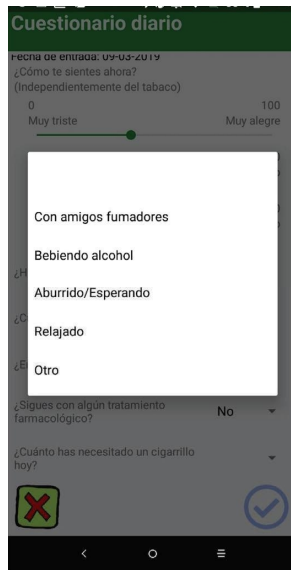 Cuestionario diario
Fecha de entrada: 09-03-2019
¿Cómo te sientes ahora?
(Independientemente del tabaco)
0 100
Muy triste Muy alegre
Con amigos fumadores
Bebiendo alcohol
Aburrido/Esperando
Relajado
Otro
¿Sigues con algún tratamiento
farmacológico?
No
¿Cuánto has necesitado un cigarrillo
hoy?